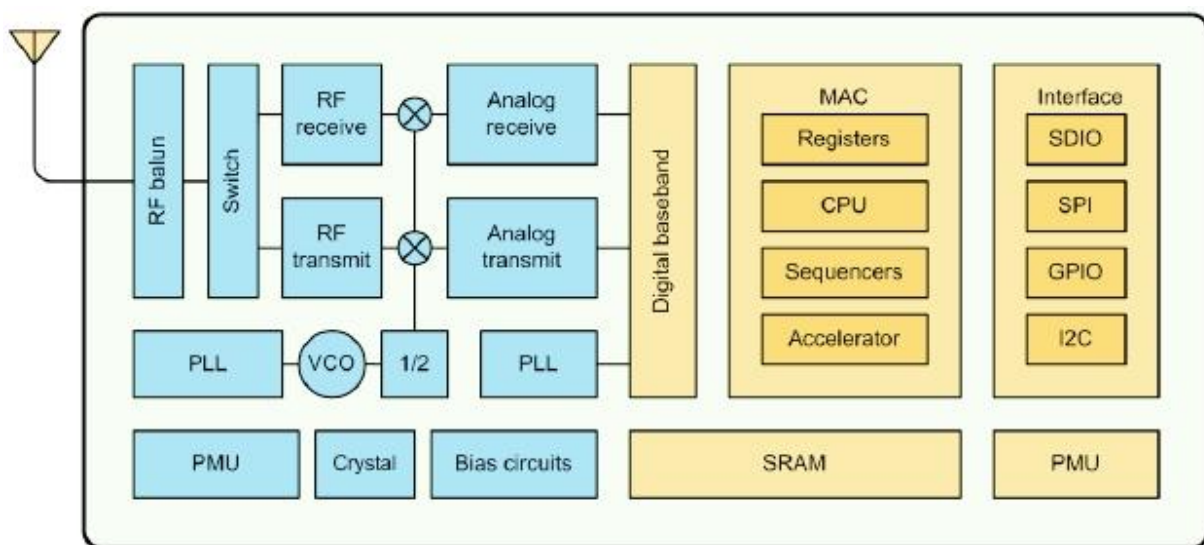 RF balun
Switch
RF
receive
Analog
receive
RF
transmit
Analog
transmit
PLL
VCO
1/2
PLL
Digital baseband
MAC
Registers
CPU
Sequencers
Accelerator
Interface
SDIO
SPI
GPIO
I2C
PMU
Crystal
Bias circuits
SRAM
PMU